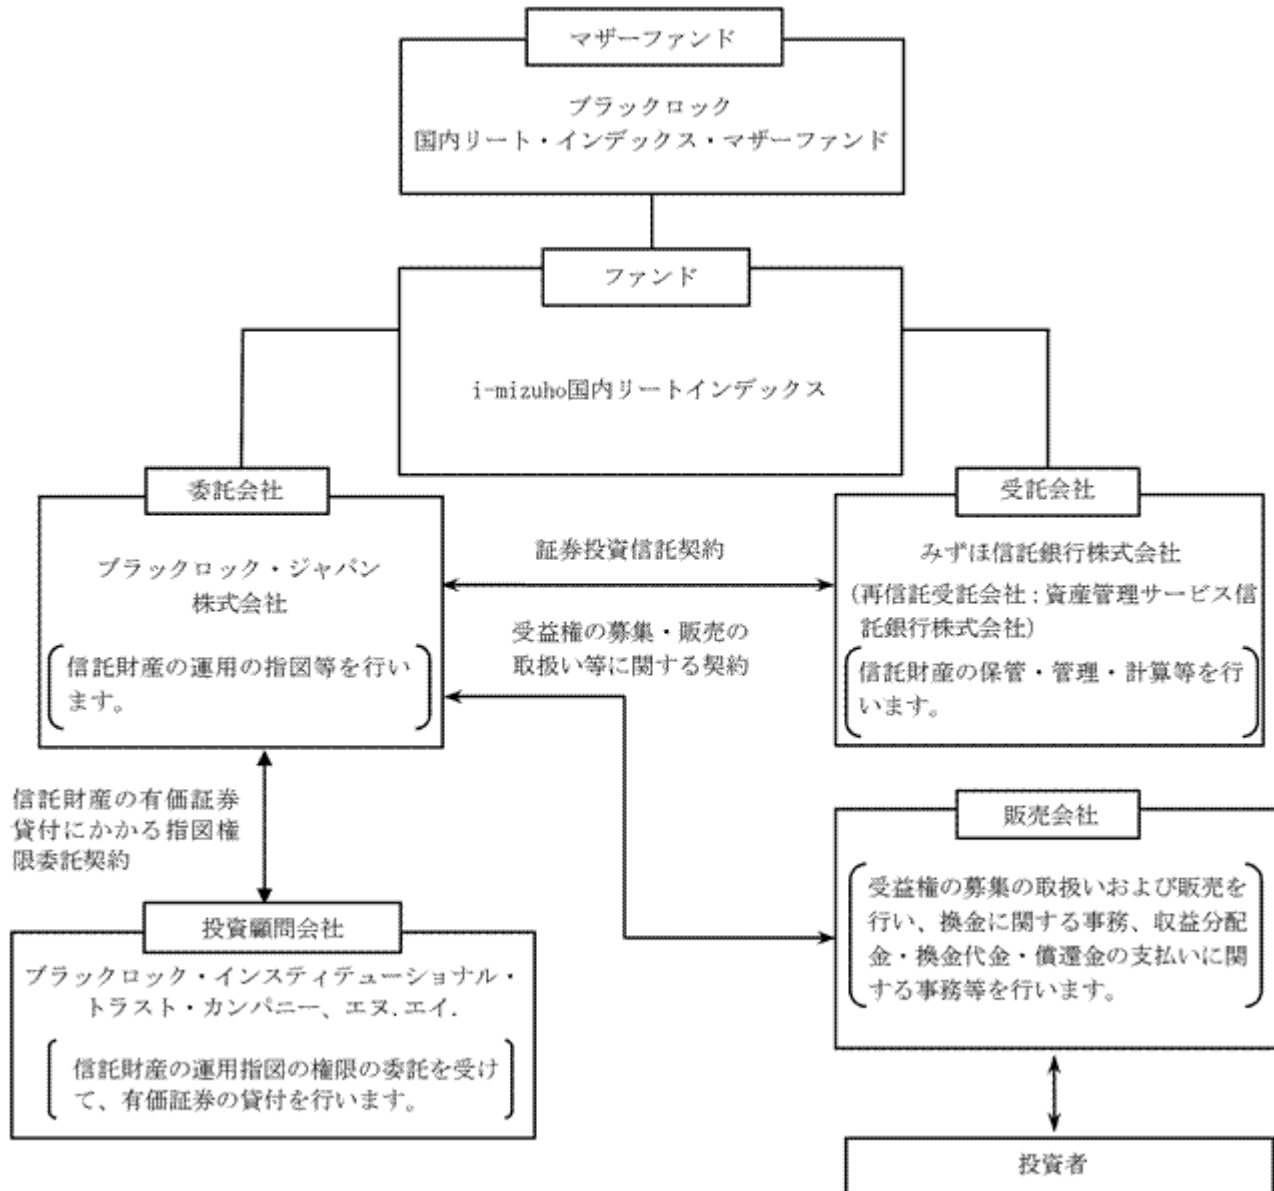 マザーファンド
ブラックロック
国内リート・インデックス・マザーファンド
ファンド
i-mizuho国内リートインデックス
委託会社
ブラックロック・ジャパン
株式会社
信託財産の運用の指図等を行い
ます。
証券投資信託契約
受益権の募集・販売の
取扱い等に関する契約
受託会社
みずほ信託銀行株式会社
(再信託受託会社:資産管理サービス信
託銀行株式会社)
信託財産の保管・管理・計算等を行
います。
信託財産の有価証券
貸付にかかる指図権
限委託契約
投資顧問会社
ブラックロック・インスティテューショナル・
トラスト・カンパニー、エヌ.エイ.
信託財産の運用指図の権限の委託を受け
て、有価証券の貸付を行います。
販売会社
受益権の募集の取扱いおよび販売を
行い、換金に関する事務、収益分配
金・換金代金・償還金の支払いに関
する事務等を行います。
投資者